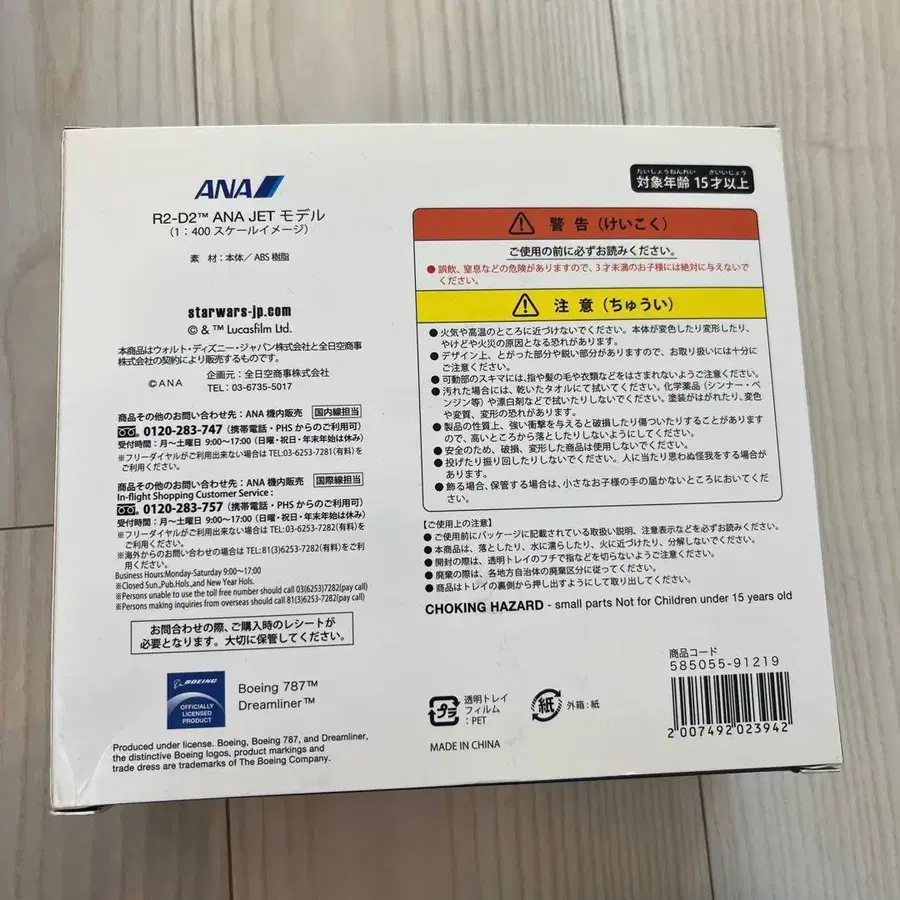 ANA
R2-D2™ ANA JET モデル
(1：400 スケールイメージ)
素 材：本体／ABS 樹脂
starwars-jp.com
© & ™ Lucasfilm Ltd.
本商品はウォルト・ディズニー・ジャパン株式会社と全日空商事
株式会社の契約により販売するものです。
©ANA 企画元：全日空商事株式会社
TEL：03-6735-5017
商品その他のお問い合わせ先：ANA 機内販売 国内線担当
0120-283-747（携帯電話・PHS からのご利用可）
受付時間：月～土曜日 9:00～17:00（日曜・祝日・年末年始は休み）
※フリーダイヤルがご利用出来ない場合は TEL:03-6253-7281(有料)を
ご利用ください。
商品その他のお問い合わせ先：ANA 機内販売 国際線担当
In-flight Shopping Customer Service :
0120-283-757（携帯電話・PHS からのご利用可）
受付時間：月～土曜日 9:00～17:00（日曜・祝日・年末年始は休み）
※フリーダイヤルがご利用出来ない場合は TEL:03-6253-7282(有料)を
ご利用ください。
※海外からのお問い合わせの場合は TEL:81(3)6253-7282(有料)をご利
用ください。
Business Hours:Monday-Saturday 9:00~17:00
※Closed Sun.,Pub.Hols.,and New Year Hols.
※Persons unable to use the toll free number should call 03(6253)7282(pay call)
※Persons making inquiries from overseas should call 81(3)6253-7282(pay call)
お問合わせの際、ご購入時のレシートが
必要となります。大切に保管してください。
BOEING
OFFICIALLY
LICENSED
PRODUCT
Boeing 787™
Dreamliner™
Produced under license. Boeing, Boeing 787, and Dreamliner,
the distinctive Boeing logos, product markings and
trade dress are trademarks of The Boeing Company.
たいしょうねんれい さいいじょう
対象年齢 15才以上
警 告（けいこく）
ご使用の前に必ずお読みください。
●誤飲、窒息などの危険がありますので、3才未満のお子様には絶対に与えないで
ください。
注 意（ちゅうい）
●火気や高温のところに近づけないでください。本体が変色したり変形したり、
やけどや火災の原因となる恐れがあります。
●デザイン上、とがった部分や鋭い部分がありますので、お取り扱いには十分に
ご注意ください。
●可動部のスキマには、指や髪の毛や衣類などをはさまれないようご注意ください。
●汚れた場合には、乾いたタオルにて拭いてください。化学薬品（シンナー・ベ
ンジン等）や漂白剤などで拭いたりしないでください。塗装がはがれたり、変色
や変質、変形の恐れがあります。
●製品の性質上、強い衝撃を与えると破損したり傷ついたりすることがあります
ので、高いところから落としたりしないようにしてください。
●安全のため、破損、変形した商品は使用しないでください。
●投げたり振り回したりしないでください。人に当たり思わぬ怪我をする場合が
あります。
●飾る場合、保管する場合は、小さなお子様の手の届かないところにおいてくだ
さい。
【ご使用上の注意】
●ご使用前にパッケージに記載されている取扱い説明、注意表示などを必ずお読みください。
●本商品は、落としたり、水に濡らしたり、火に近づけたり、分解しないでください。
●開封の際は、透明トレイのフチで指などを切らないようご注意ください。
●廃棄の際は、各地方自治体の廃棄区分に従ってください。
●商品はトレイの裏側から押し出すようにして取り出してください。
CHOKING HAZARD - small parts Not for Children under 15 years old
プラ
透明トレイ
フィルム
：PET
紙
外箱：紙
MADE IN CHINA
商品コード
585055-91219
2007492023942